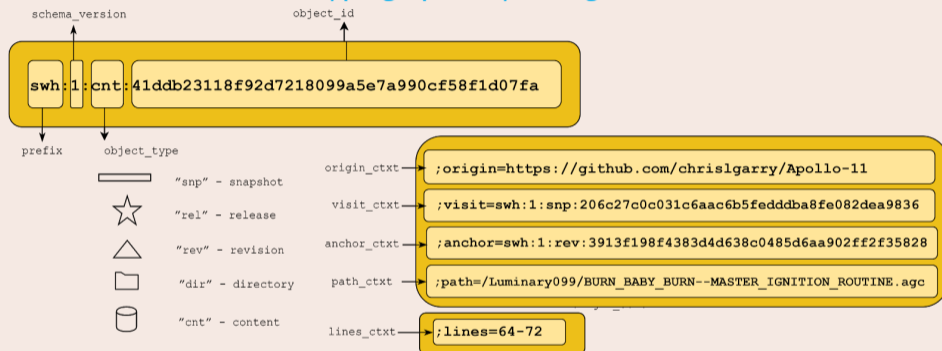 schema_version
object_id
swh:1:cnt:41ddb23118f92d7218099a5e7a990cf58f1d07fa
prefix
object_type
"snp" - snapshot
"rel" - release
"rev" - revision
"dir" - directory
"cnt" - content
origin_ctxt
;origin=https://github.com/chrislgarry/Apollo-11
visit_ctxt
;visit=swh:1:snp:206c27c0c031c6aac6b5fedddba8fe082dea9836
anchor_ctxt
;anchor=swh:1:rev:3913f198f4383d4d638c0485d6aa902ff2f35828
path_ctxt
;path=/Luminary099/BURN_BABY_BURN--MASTER_IGNITION_ROUTINE.agc
lines_ctxt
;lines=64-72